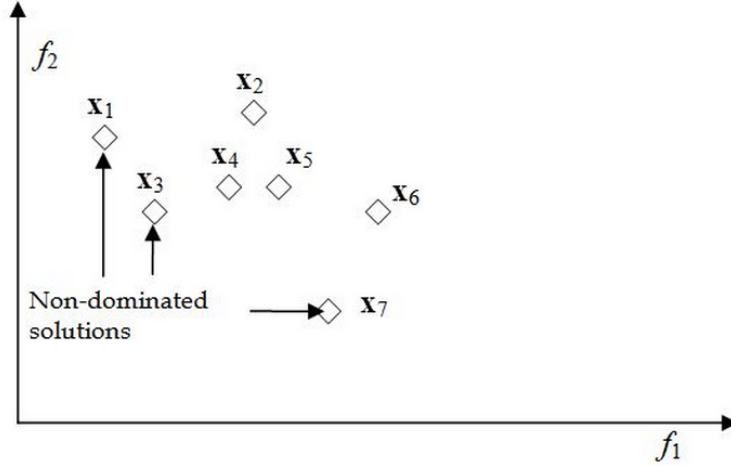 f₂
x₂
x₁
x₄
x₅
x₃
x₆
Non-dominated
solutions
x₇
f₁